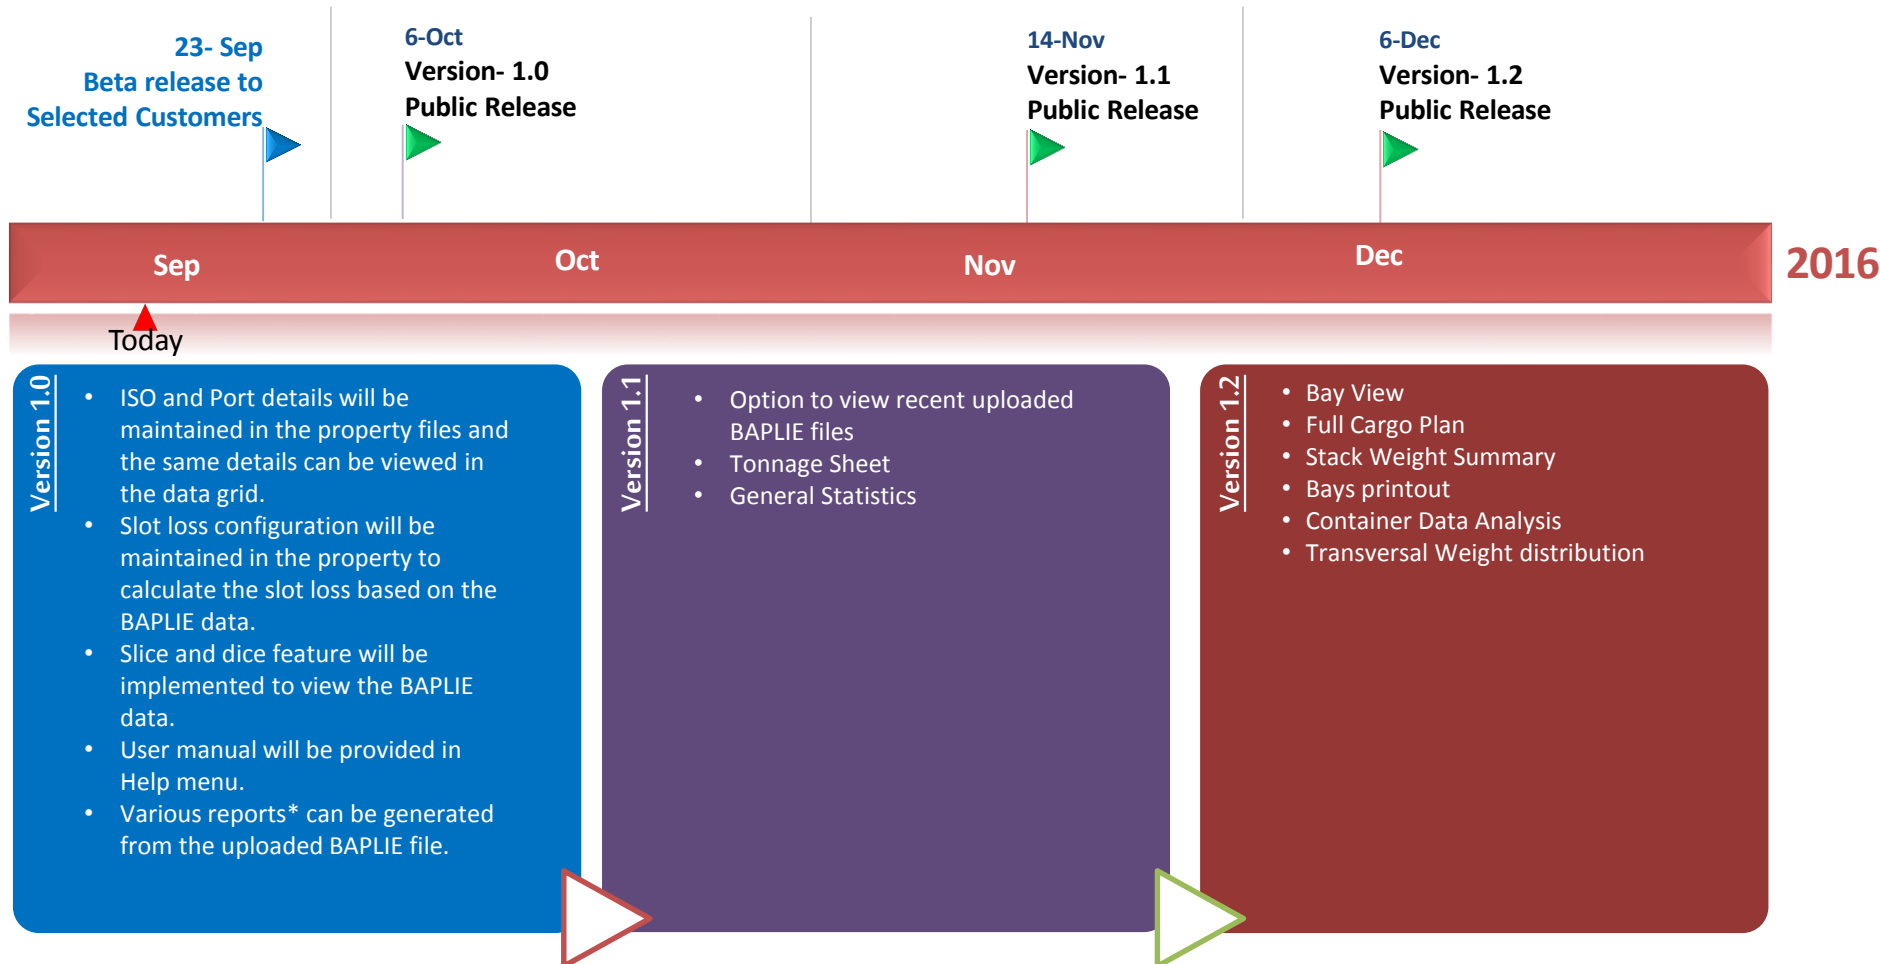 23- Sep
Beta release to
Selected Customers
6-Oct
Version- 1.0
Public Release
14-Nov
Version- 1.1
Public Release
6-Dec
Version- 1.2
Public Release
Sep
Oct
Nov
Dec
2016
Today
Version 1.0
• ISO and Port details will be
maintained in the property files and
the same details can be viewed in
the data grid.
• Slot loss configuration will be
maintained in the property to
calculate the slot loss based on the
BAPLIE data.
• Slice and dice feature will be
implemented to view the BAPLIE
data.
• User manual will be provided in
Help menu.
• Various reports* can be generated
from the uploaded BAPLIE file.
Version 1.1
• Option to view recent uploaded
BAPLIE files
• Tonnage Sheet
• General Statistics
Version 1.2
• Bay View
• Full Cargo Plan
• Stack Weight Summary
• Bays printout
• Container Data Analysis
• Transversal Weight distribution